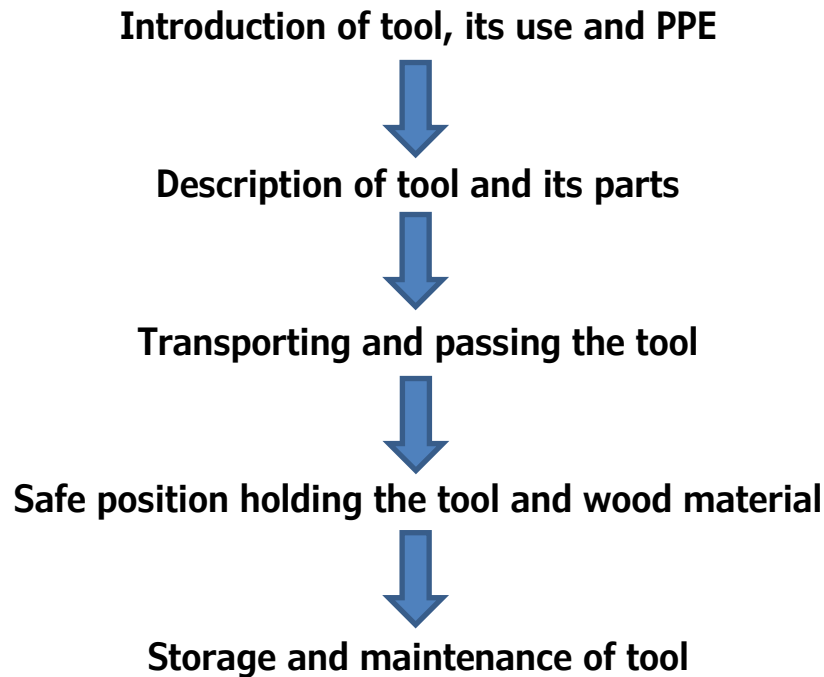 Introduction of tool, its use and PPE
Description of tool and its parts
Transporting and passing the tool
Safe position holding the tool and wood material
Storage and maintenance of tool